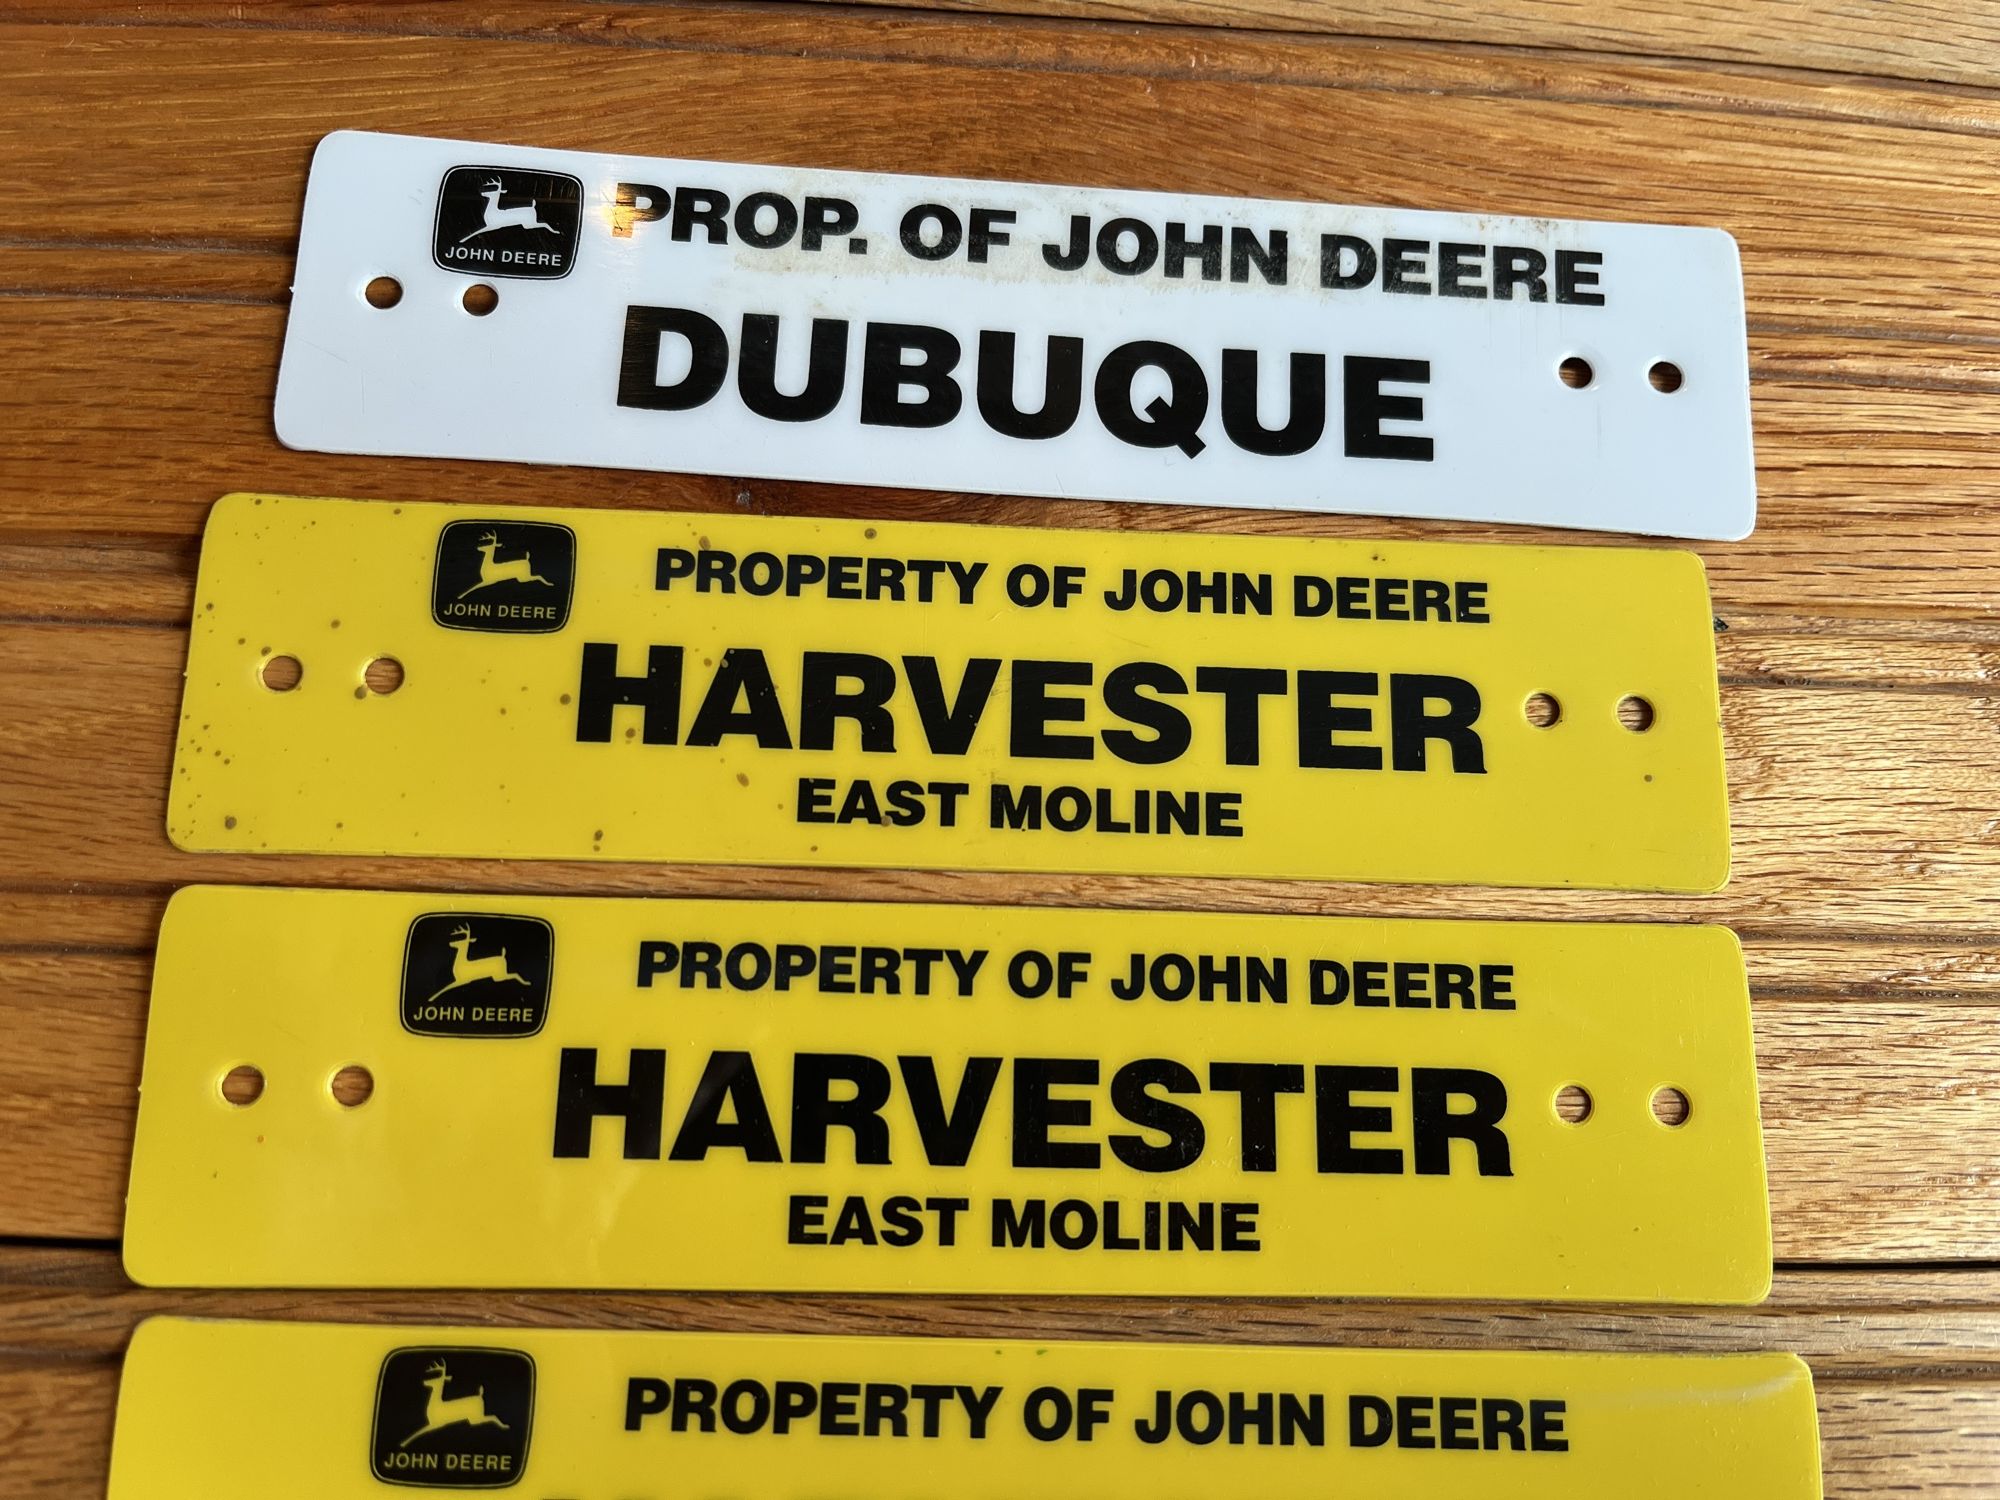 JOHN DEERE
PROP. OF JOHN DEERE
DUBUQUE
JOHN DEERE
PROPERTY OF JOHN DEERE
HARVESTER
EAST MOLINE
JOHN DEERE
PROPERTY OF JOHN DEERE
HARVESTER
EAST MOLINE
JOHN DEERE
PROPERTY OF JOHN DEERE